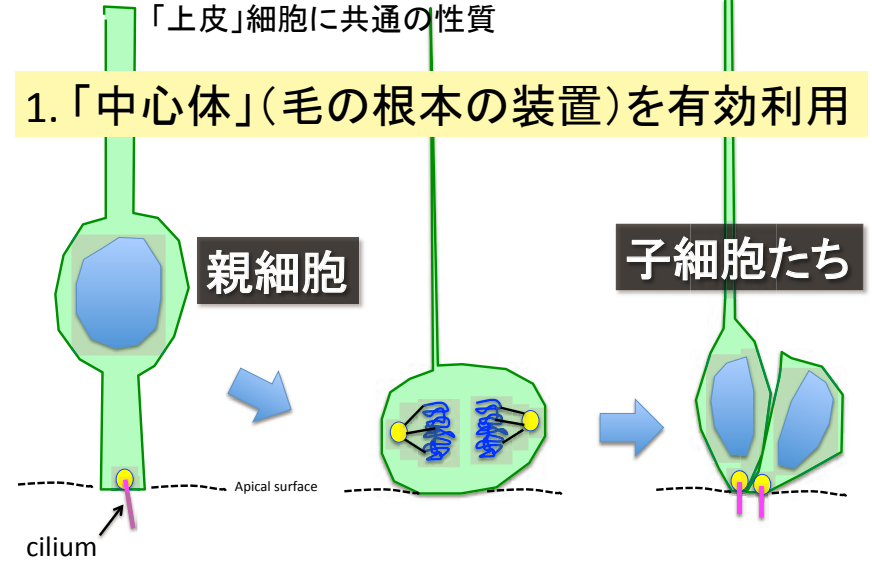 「上皮」細胞に共通の性質
1. 「中心体」（毛の根本の装置）を有効利用
親細胞
子細胞たち
Apical surface
cilium